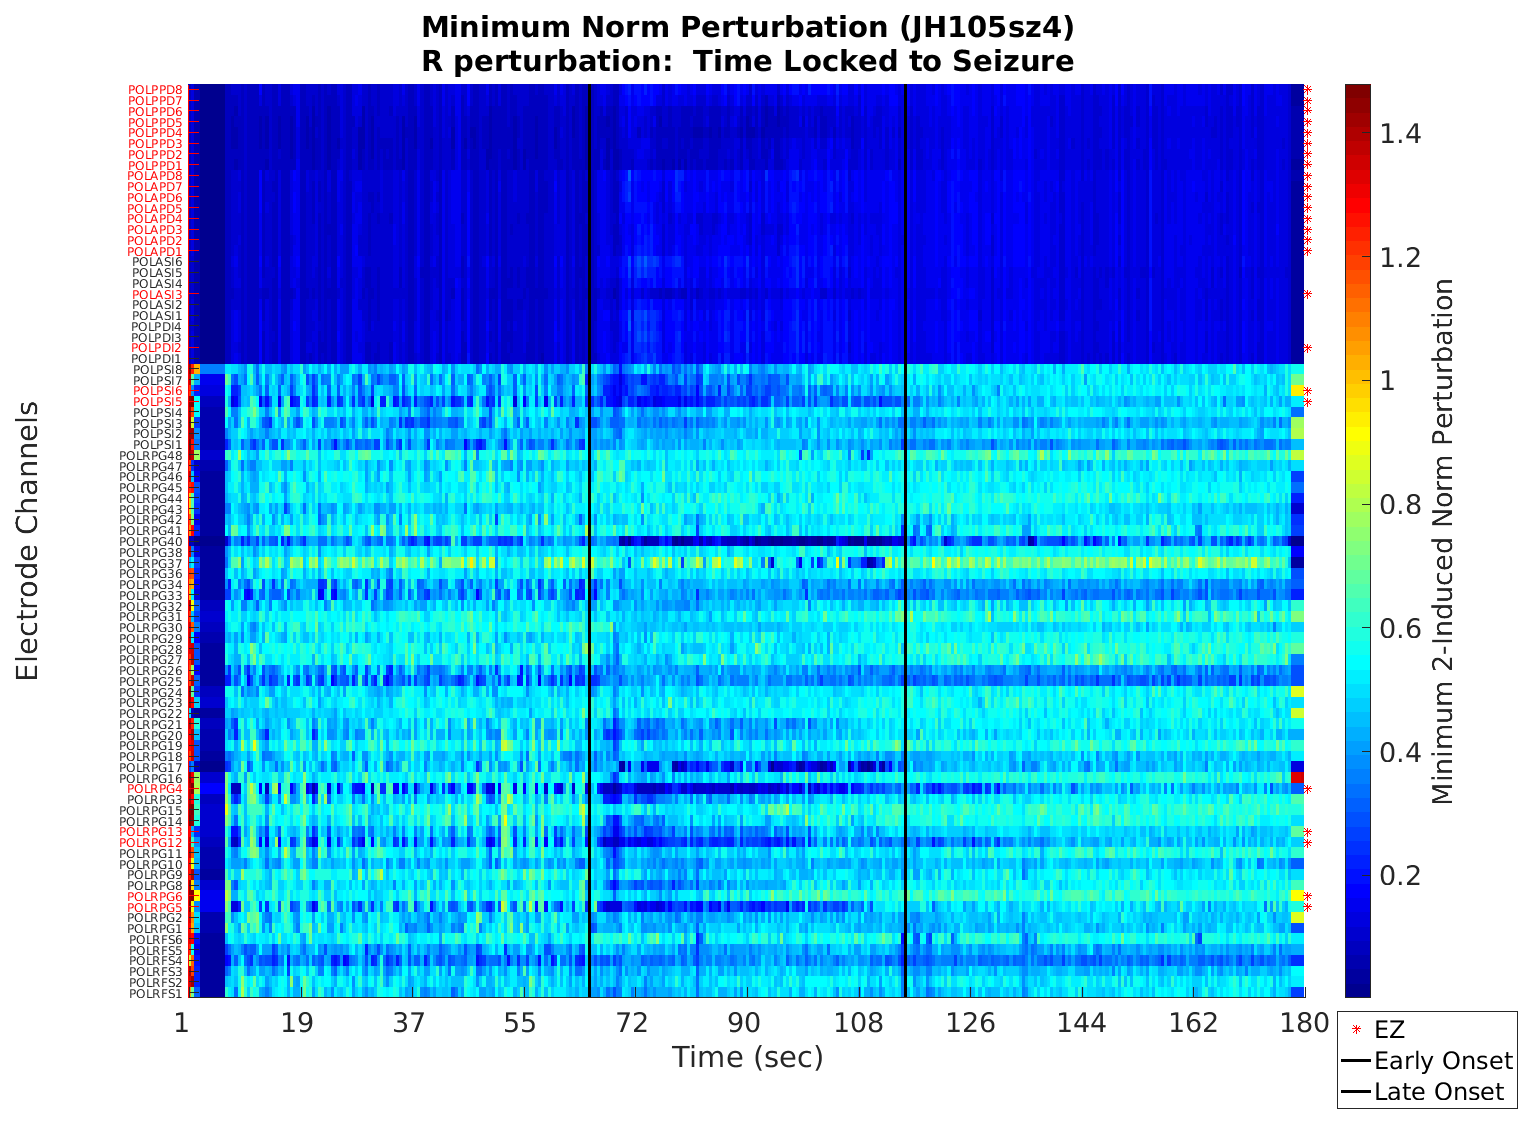 Minimum Norm Perturbation (JH105sz4)
R perturbation:  Time Locked to Seizure
Electrode Channels
POLPPD8
POLPPD7
POLPPD6
POLPPD5
POLPPD4
POLPPD3
POLPPD2
POLPPD1
POLAPD8
POLAPD7
POLAPD6
POLAPD5
POLAPD4
POLAPD3
POLAPD2
POLAPD1
POLASI6
POLASI5
POLASI4
POLASI3
POLASI2
POLASI1
POLPDI4
POLPDI3
POLPDI2
POLPDI1
POLPSI8
POLPSI7
POLPSI6
POLPSI5
POLPSI4
POLPSI3
POLPSI2
POLPSI1
POLRPG48
POLRPG47
POLRPG46
POLRPG45
POLRPG44
POLRPG43
POLRPG42
POLRPG41
POLRPG40
POLRPG38
POLRPG37
POLRPG36
POLRPG34
POLRPG33
POLRPG32
POLRPG31
POLRPG30
POLRPG29
POLRPG28
POLRPG27
POLRPG26
POLRPG25
POLRPG24
POLRPG23
POLRPG22
POLRPG21
POLRPG20
POLRPG19
POLRPG18
POLRPG17
POLRPG16
POLRPG4
POLRPG3
POLRPG15
POLRPG14
POLRPG13
POLRPG12
POLRPG11
POLRPG10
POLRPG9
POLRPG8
POLRPG6
POLRPG5
POLRPG2
POLRPG1
POLRFS6
POLRFS5
POLRFS4
POLRFS3
POLRFS2
POLRFS1
1 19 37 55 72 90 108 126 144 162 180
Time (sec)
1.4
1.2
1
0.8
0.6
0.4
0.2
Minimum 2-Induced Norm Perturbation
EZ
Early Onset
Late Onset